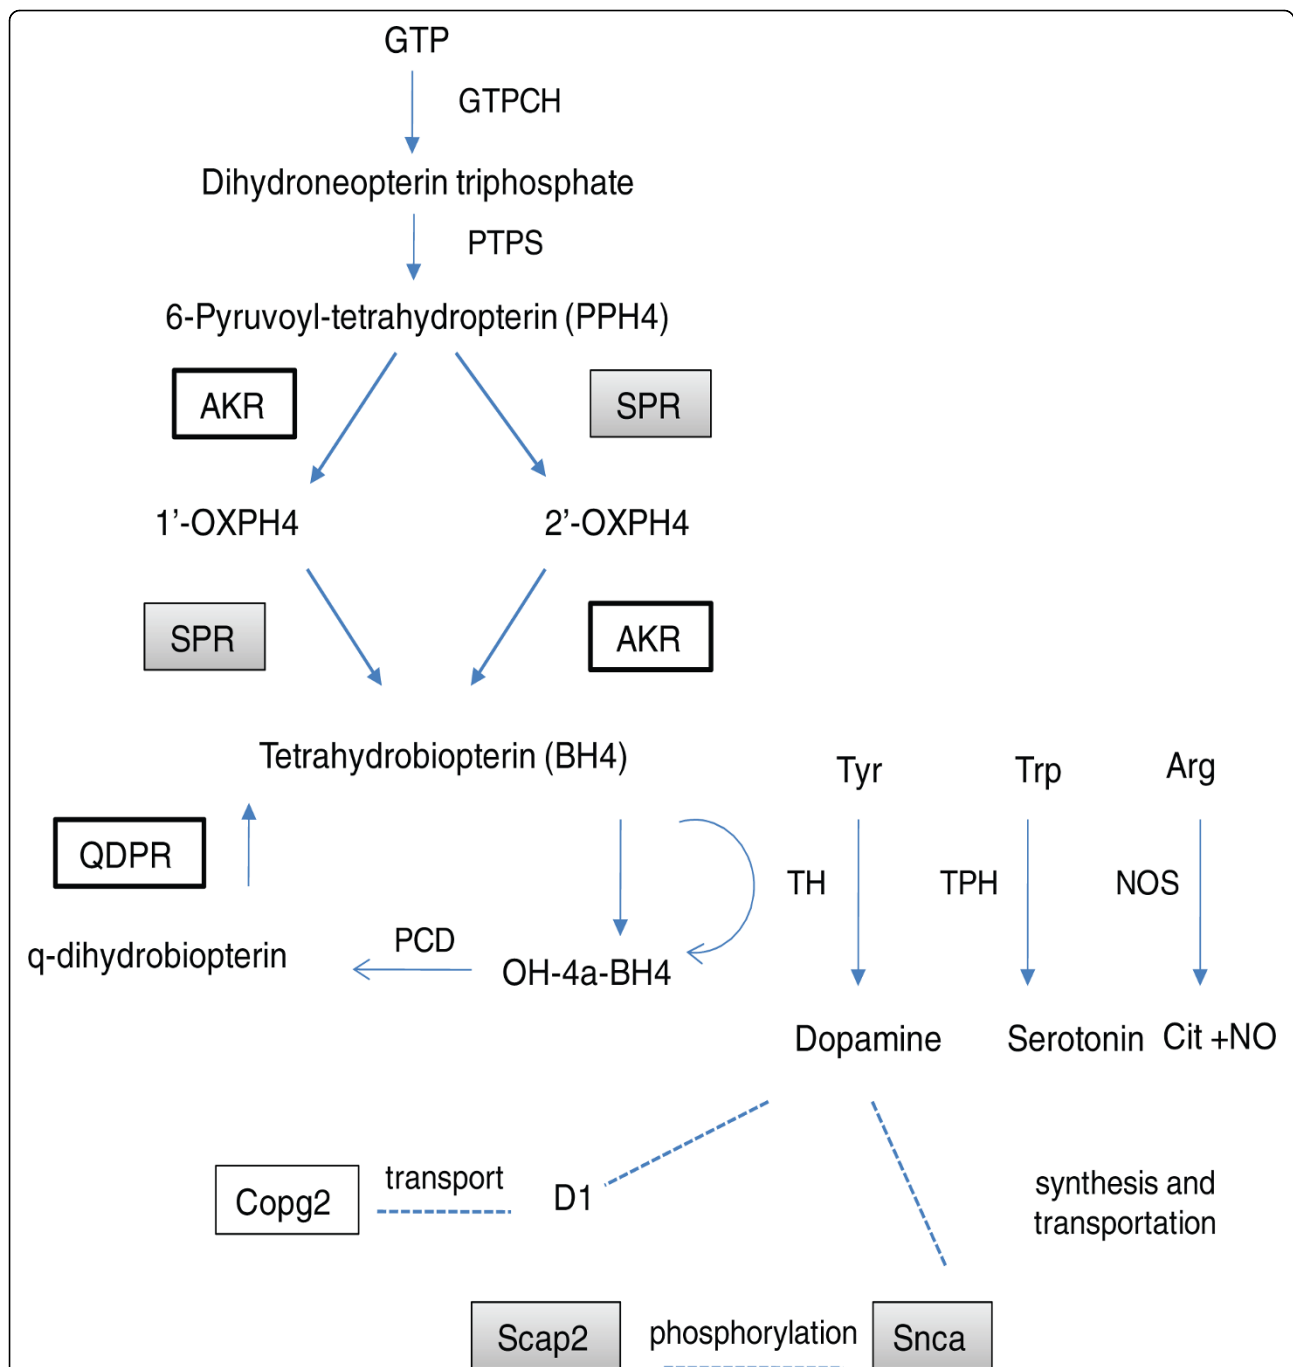 GTP
GTPCH
Dihydroneopterin triphosphate
PTPS
6-Pyruvoyl-tetrahydropterin (PPH4)
AKR
SPR
1’-OXPH4
2’-OXPH4
SPR
AKR
Tetrahydrobiopterin (BH4)
Tyr
Trp
Arg
QDPR
TH
TPH
NOS
q-dihydrobiopterin
PCD
OH-4a-BH4
Dopamine
Serotonin
Cit +NO
Copg2
transport
D1
synthesis and
transportation
Scap2
phosphorylation
Snca